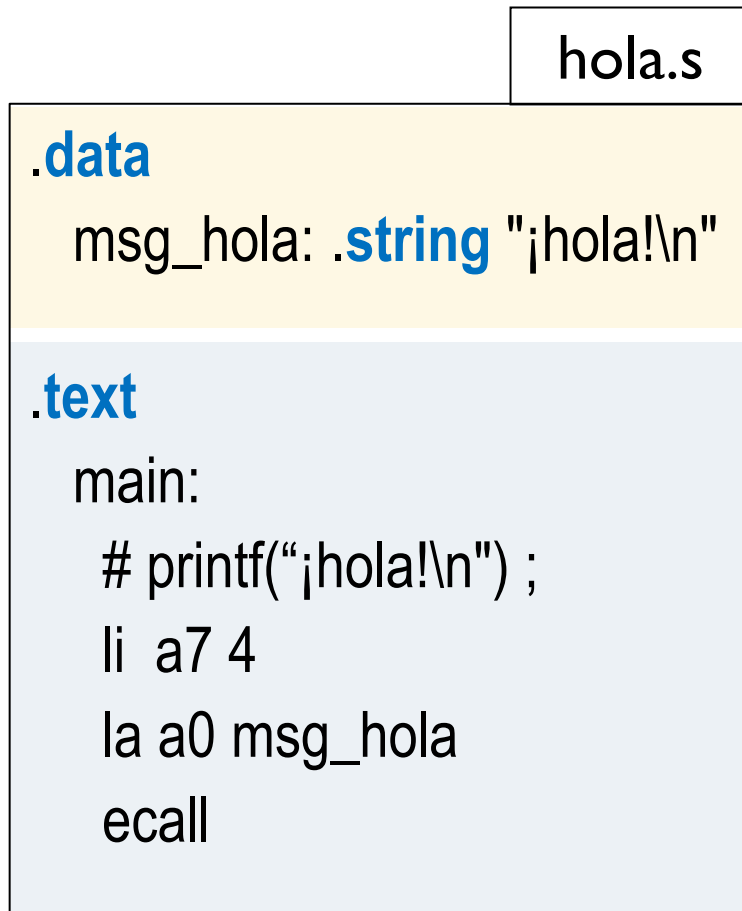 hola.s
.data
msg_hola: .string "¡hola!\n"
.text
main:
# printf(“¡hola!\n") ;
li  a7 4
la a0 msg_hola
ecall